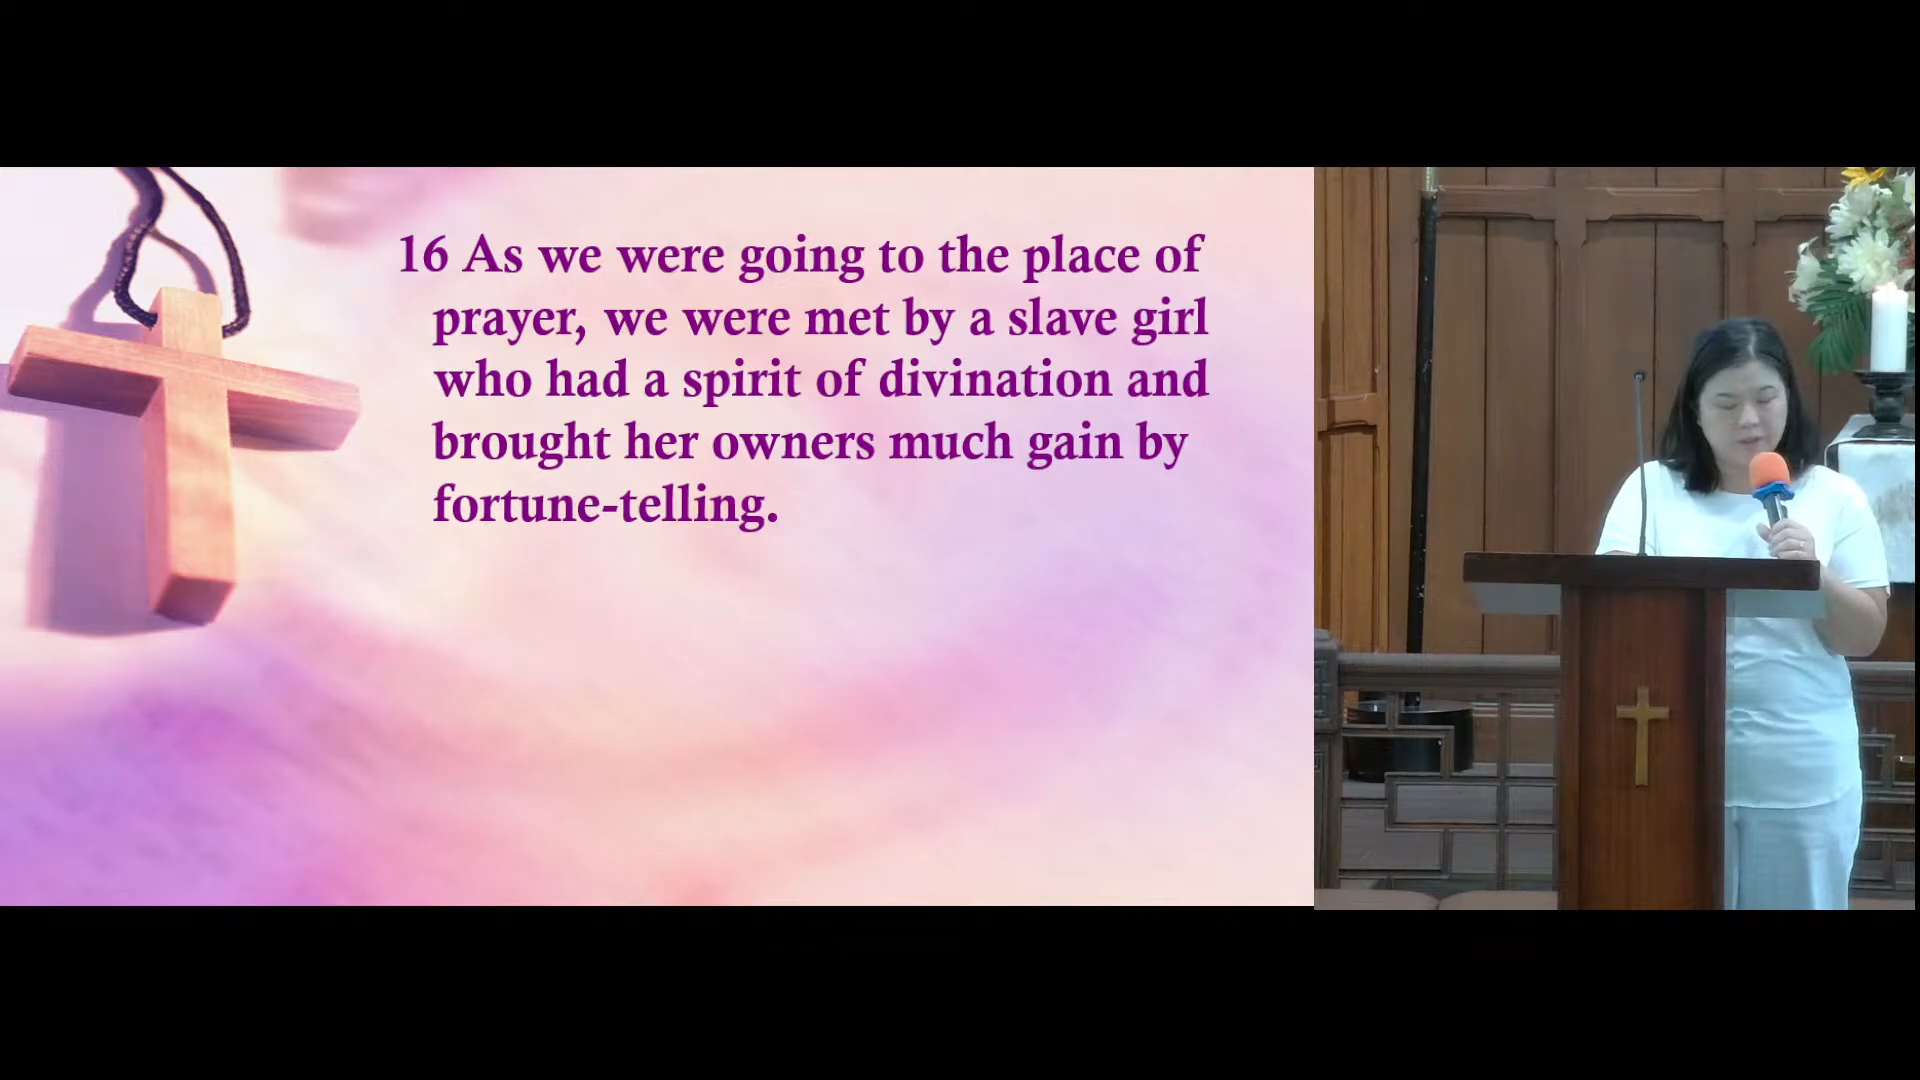 16 As we were going to the place of
prayer, we were met by a slave girl
who had a spirit of divination and
brought her owners much gain by
fortune-telling.